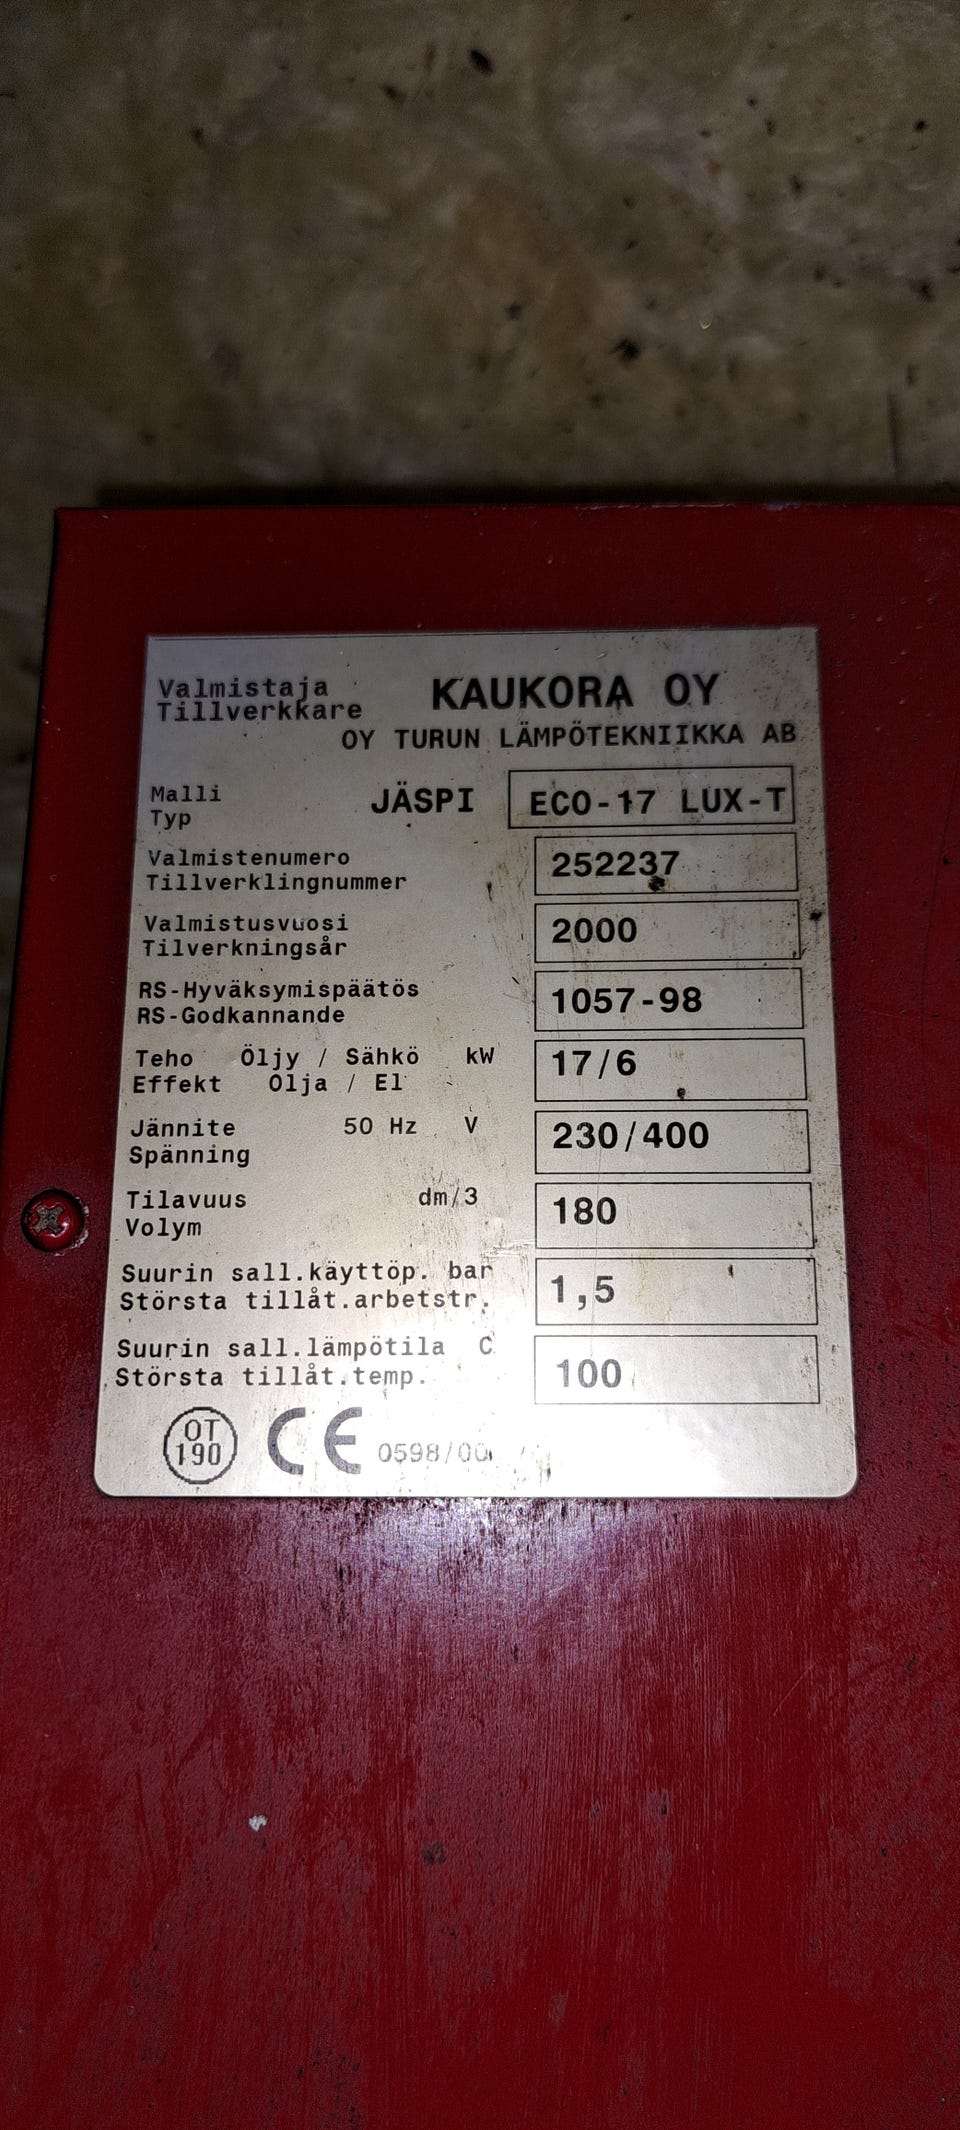 Valmistaja KAUKORA OY
Tillverkkare
OY TURUN LÄMPÖTEKNIIKKA AB
Malli JÄSPI ECO-17 LUX-T
Typ
Valmistenumero 252237
Tillverklingnummer
Valmistusvuosi 2000
Tilverkningsår
RS-Hyväksymispäätös 1057-98
RS-Godkannande
Teho Öljy / Sähkö kW 17/6
Effekt Olja / El
Jännite 50 Hz V 230/400
Spänning
Tilavuus dm/3 180
Volym
Suurin sall.käyttöp. bar 1,5
Största tillåt.arbetstr.
Suurin sall.lämpötila C 100
Största tillåt.temp.
OT
190
CE 0598/00